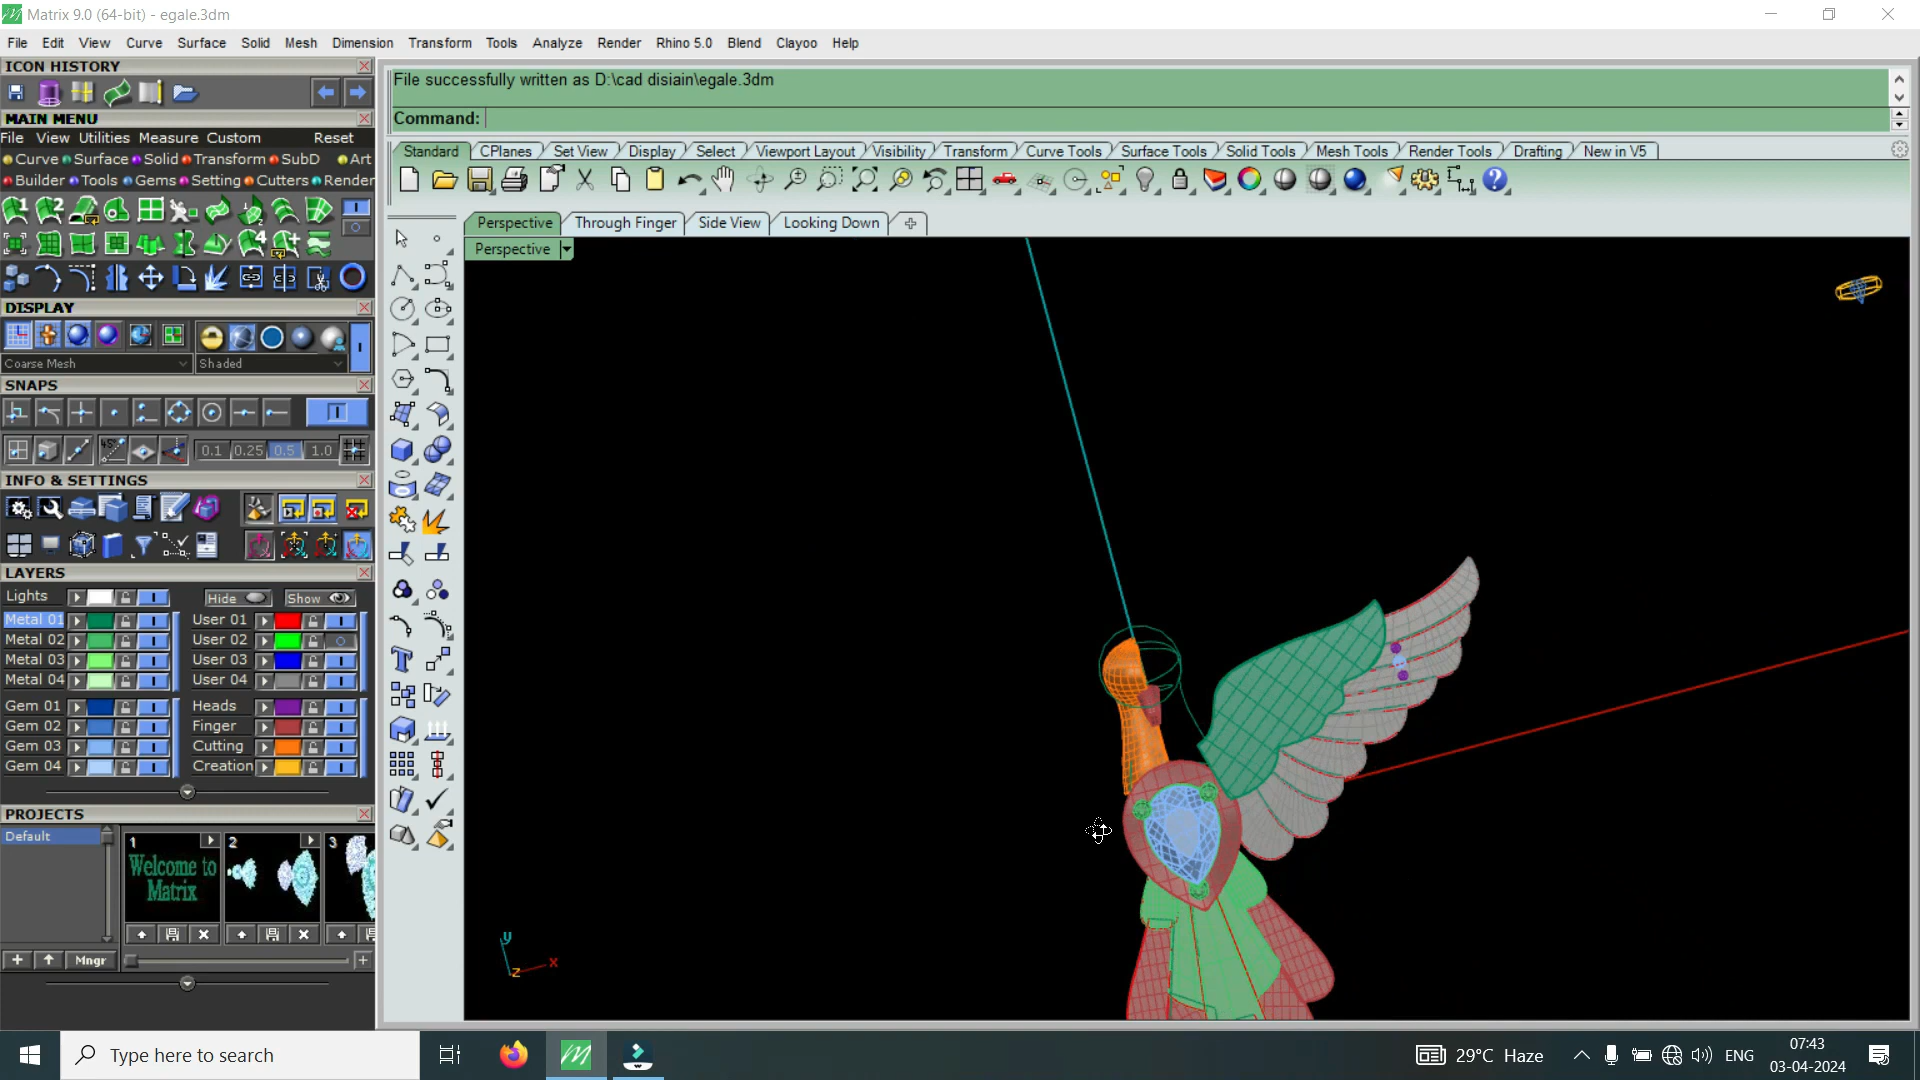 Matrix 9.0 (64-bit) - egale.3dm
File Edit View Curve Surface Solid Mesh Dimension Transform Tools Analyze Render Rhino 5.0 Blend Clayoo Help
ICON HISTORY
MAIN MENU
File View Utilities Measure Custom Reset
Curve Surface Solid Transform SubD Art
Builder Tools Gems Setting Cutters Render
DISPLAY
Coarse Mesh Shaded
SNAPS
0.1 0.25 0.5 1.0
INFO & SETTINGS
LAYERS
Lights Hide Show
Metal 01 User 01
Metal 02 User 02
Metal 03 User 03
Metal 04 User 04
Gem 01 Heads
Gem 02 Finger
Gem 03 Cutting
Gem 04 Creation
PROJECTS
Default
1 2 3
Welcome to
Matrix
Mngr
File successfully written as D:\cad disiain\egale.3dm
Command:
Standard CPlanes Set View Display Select Viewport Layout Visibility Transform Curve Tools Surface Tools Solid Tools Mesh Tools Render Tools Drafting New in V5
Perspective Through Finger Side View Looking Down
Perspective
y
x
z
Type here to search
29°C Haze
ENG
07:43
03-04-2024